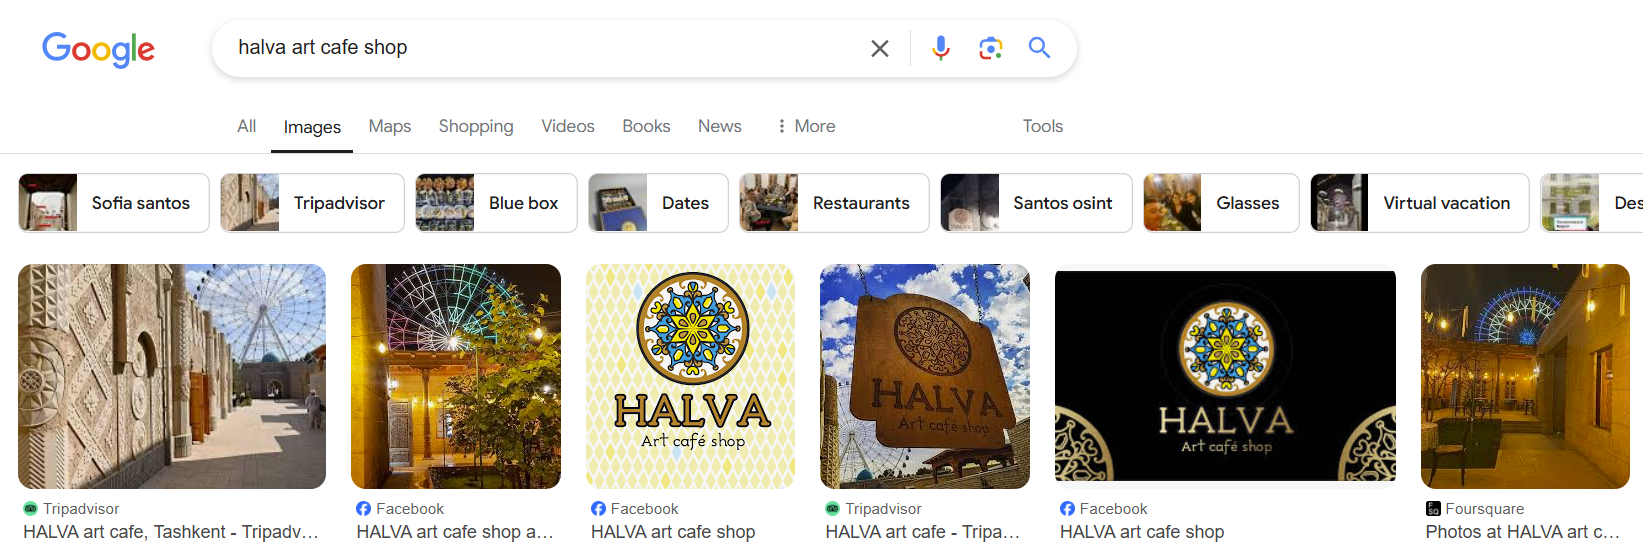 Google
halva art cafe shop
All Images Maps Shopping Videos Books News More Tools
Sofia santos Tripadvisor Blue box Dates Restaurants Santos osint Glasses Virtual vacation Des
HALVA
Art café shop
HALVA
Art café shop
HALVA
Art café shop
Tripadvisor Facebook Facebook Tripadvisor Facebook Foursquare
HALVA art cafe, Tashkent - Tripadv... HALVA art cafe shop a... HALVA art cafe shop HALVA art cafe - Tripa... HALVA art cafe shop Photos at HALVA art c...